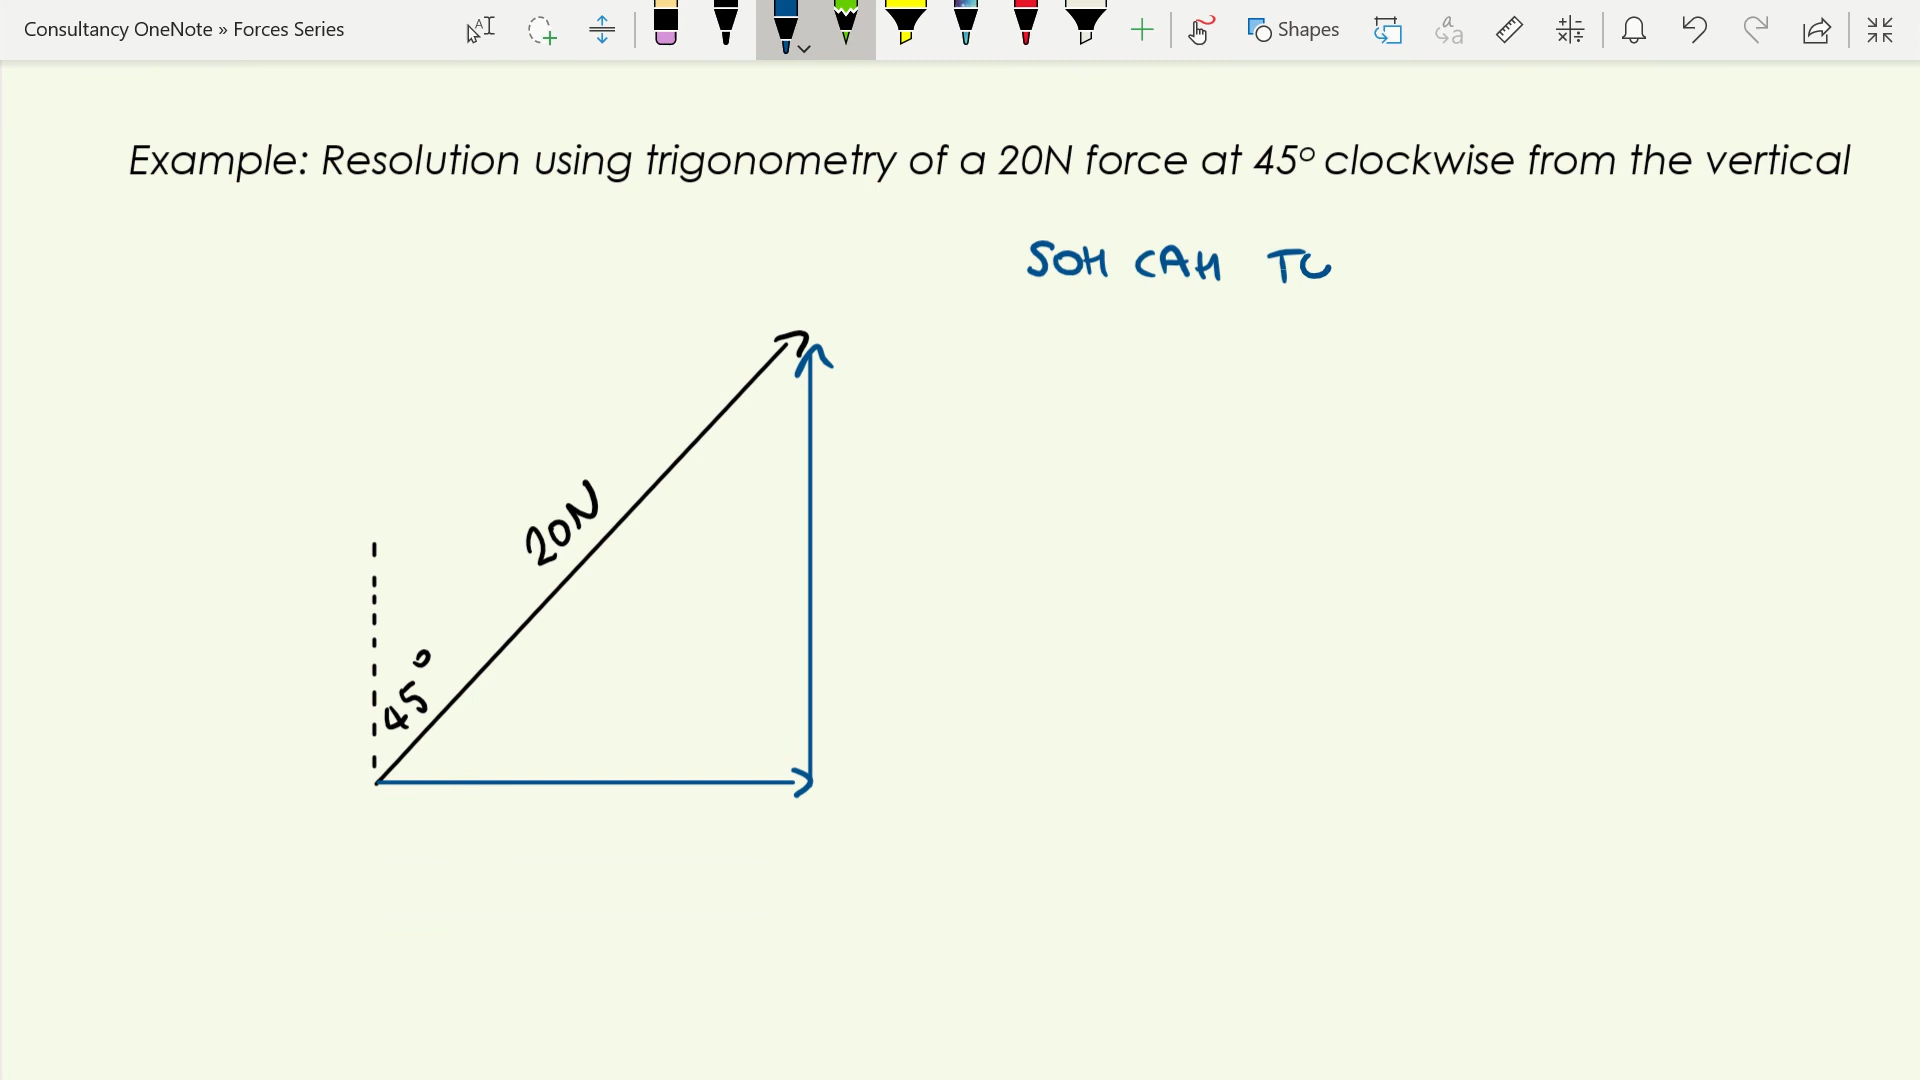 Consultancy OneNote » Forces Series
Shapes
Example: Resolution using trigonometry of a 20N force at 45° clockwise from the vertical
SOH CAH TO
20N
45°